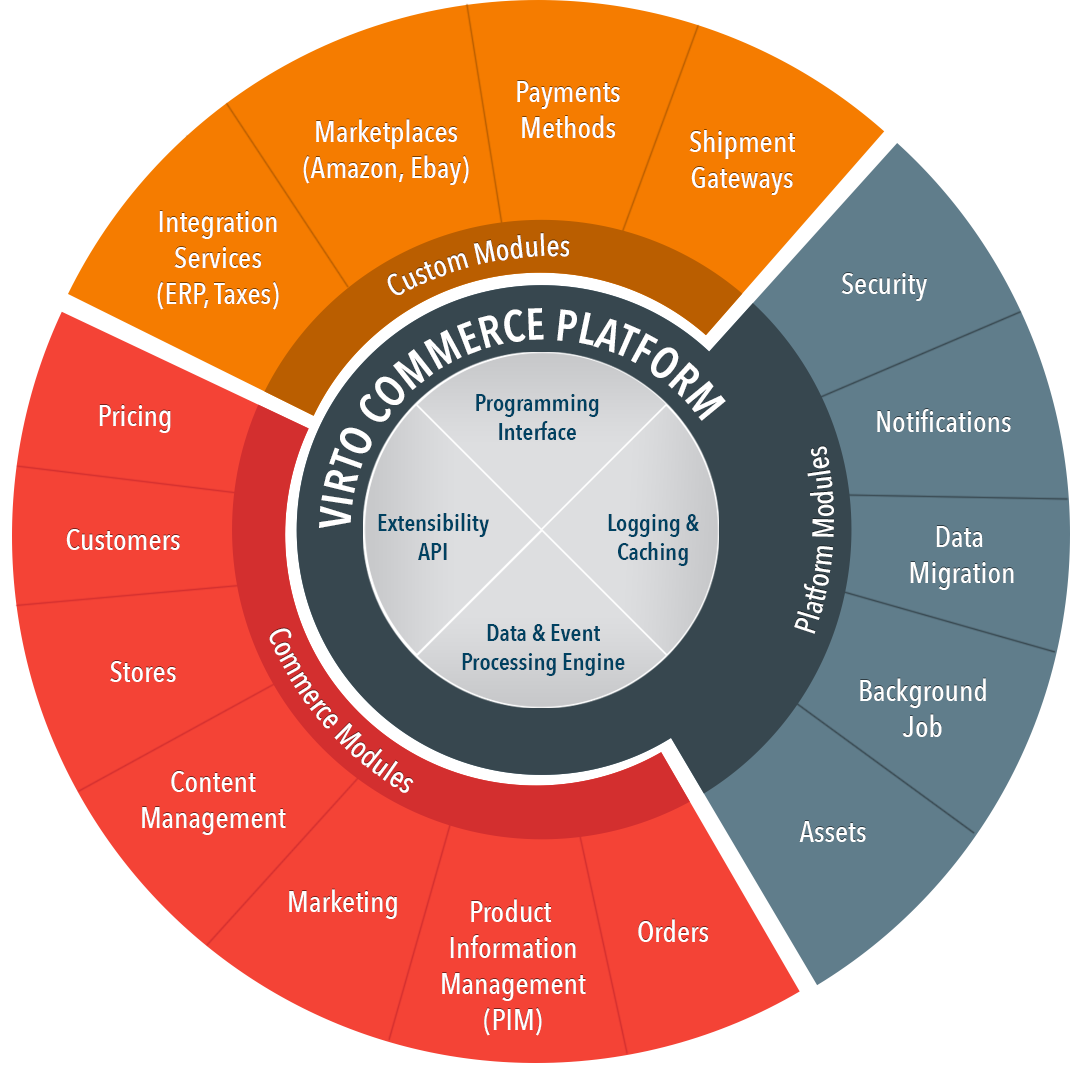 Payments
Methods
Marketplaces
(Amazon, Ebay)
Shipment
Gateways
Integration
Services
(ERP, Taxes)
Custom Modules
Security
VIRTO COMMERCE PLATFORM
Programming
Interface
Pricing
Notifications
Extensibility
API
Logging &
Caching
Customers
Platform Modules
Data
Migration
Data & Event
Processing Engine
Stores
Commerce Modules
Background
Job
Content
Management
Assets
Marketing
Product
Information
Management
(PIM)
Orders